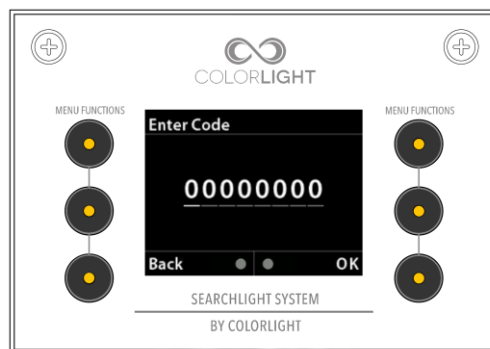 COLORLIGHT
MENU FUNCTIONS
MENU FUNCTIONS
Enter Code
00000000
Back OK
SEARCHLIGHT SYSTEM
BY COLORLIGHT